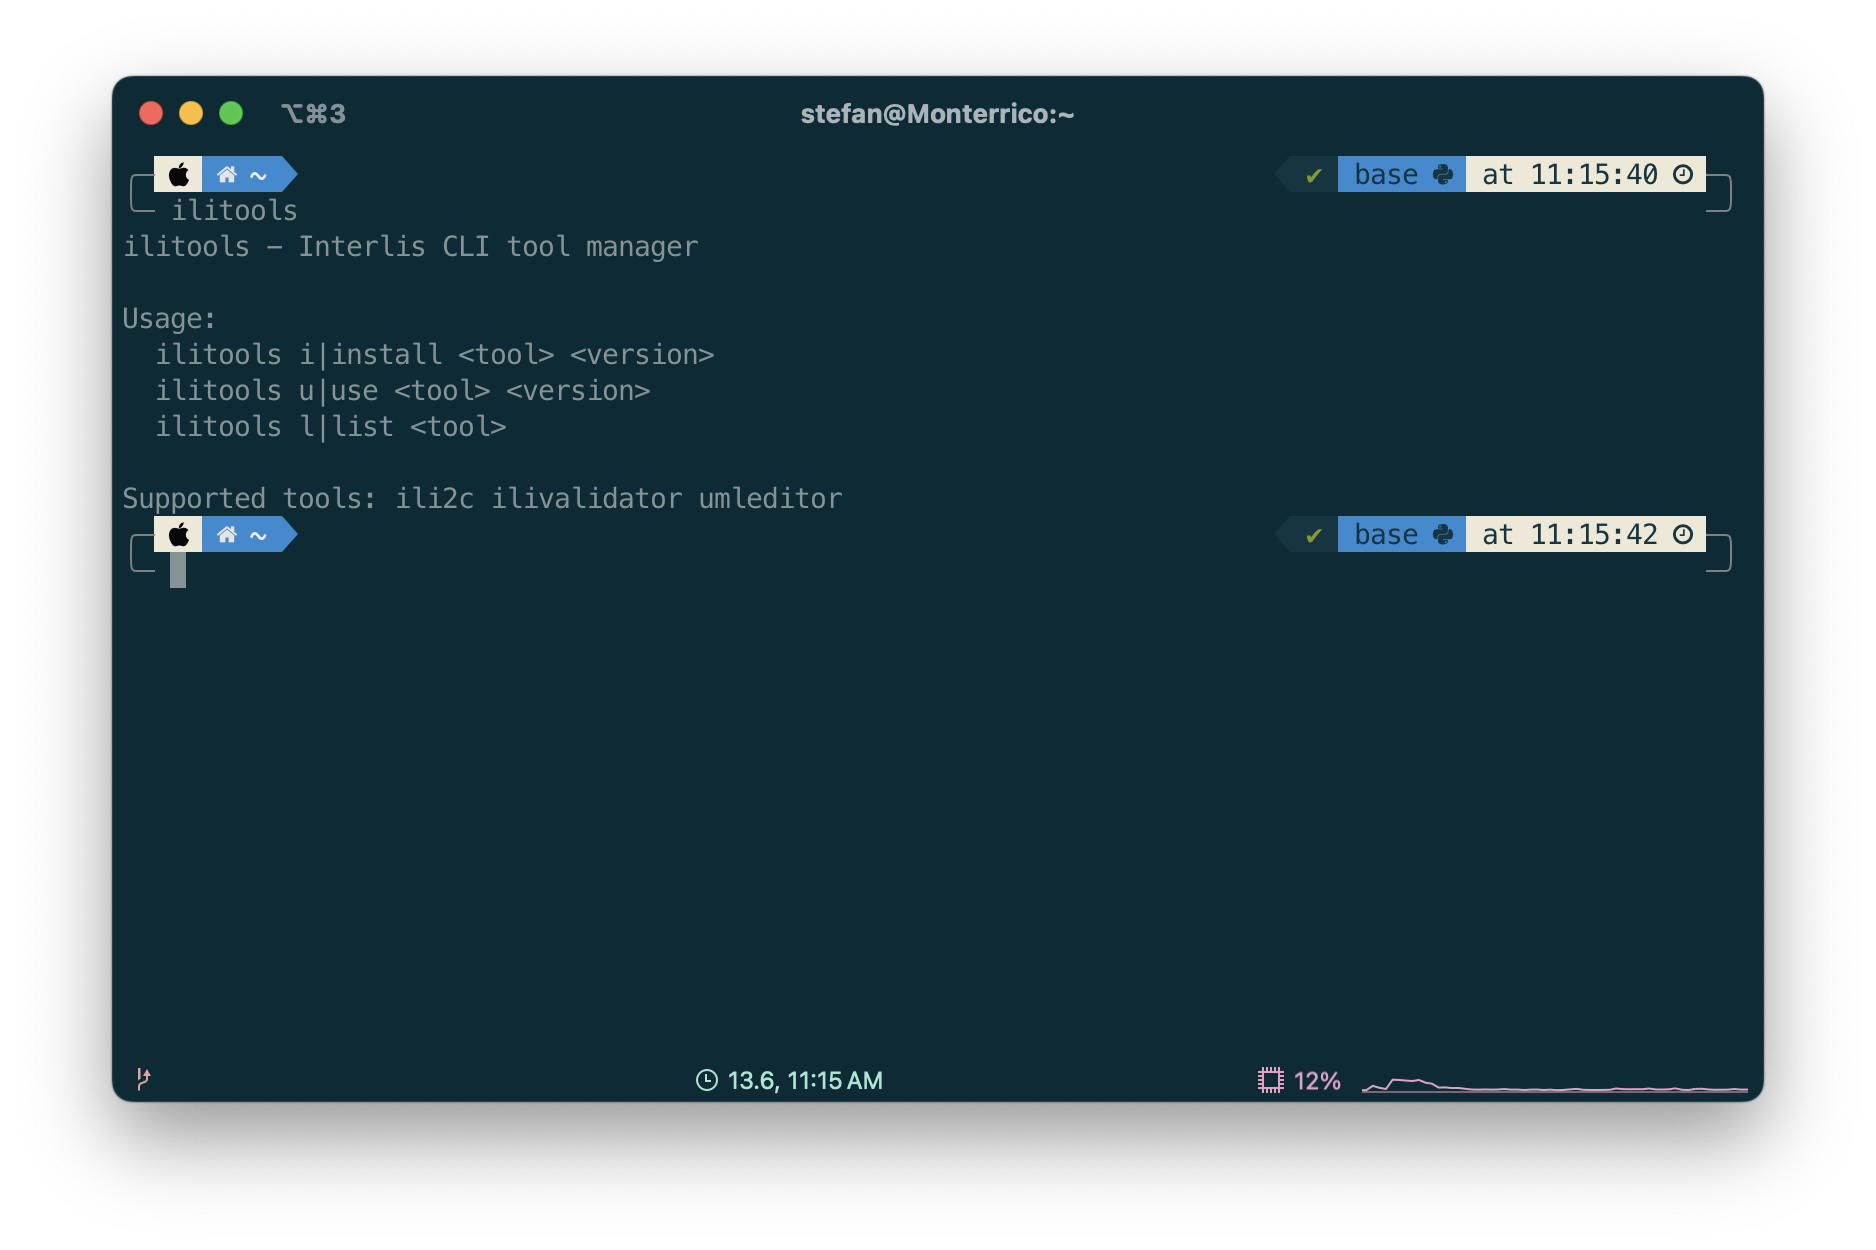 ⌥⌘3 stefan@Monterrico:~
~ ✔ base at 11:15:40
ilitools
ilitools – Interlis CLI tool manager
Usage:
ilitools i|install <tool> <version>
ilitools u|use <tool> <version>
ilitools l|list <tool>
Supported tools: ili2c ilivalidator umleditor
~ ✔ base at 11:15:42
13.6, 11:15 AM 12%